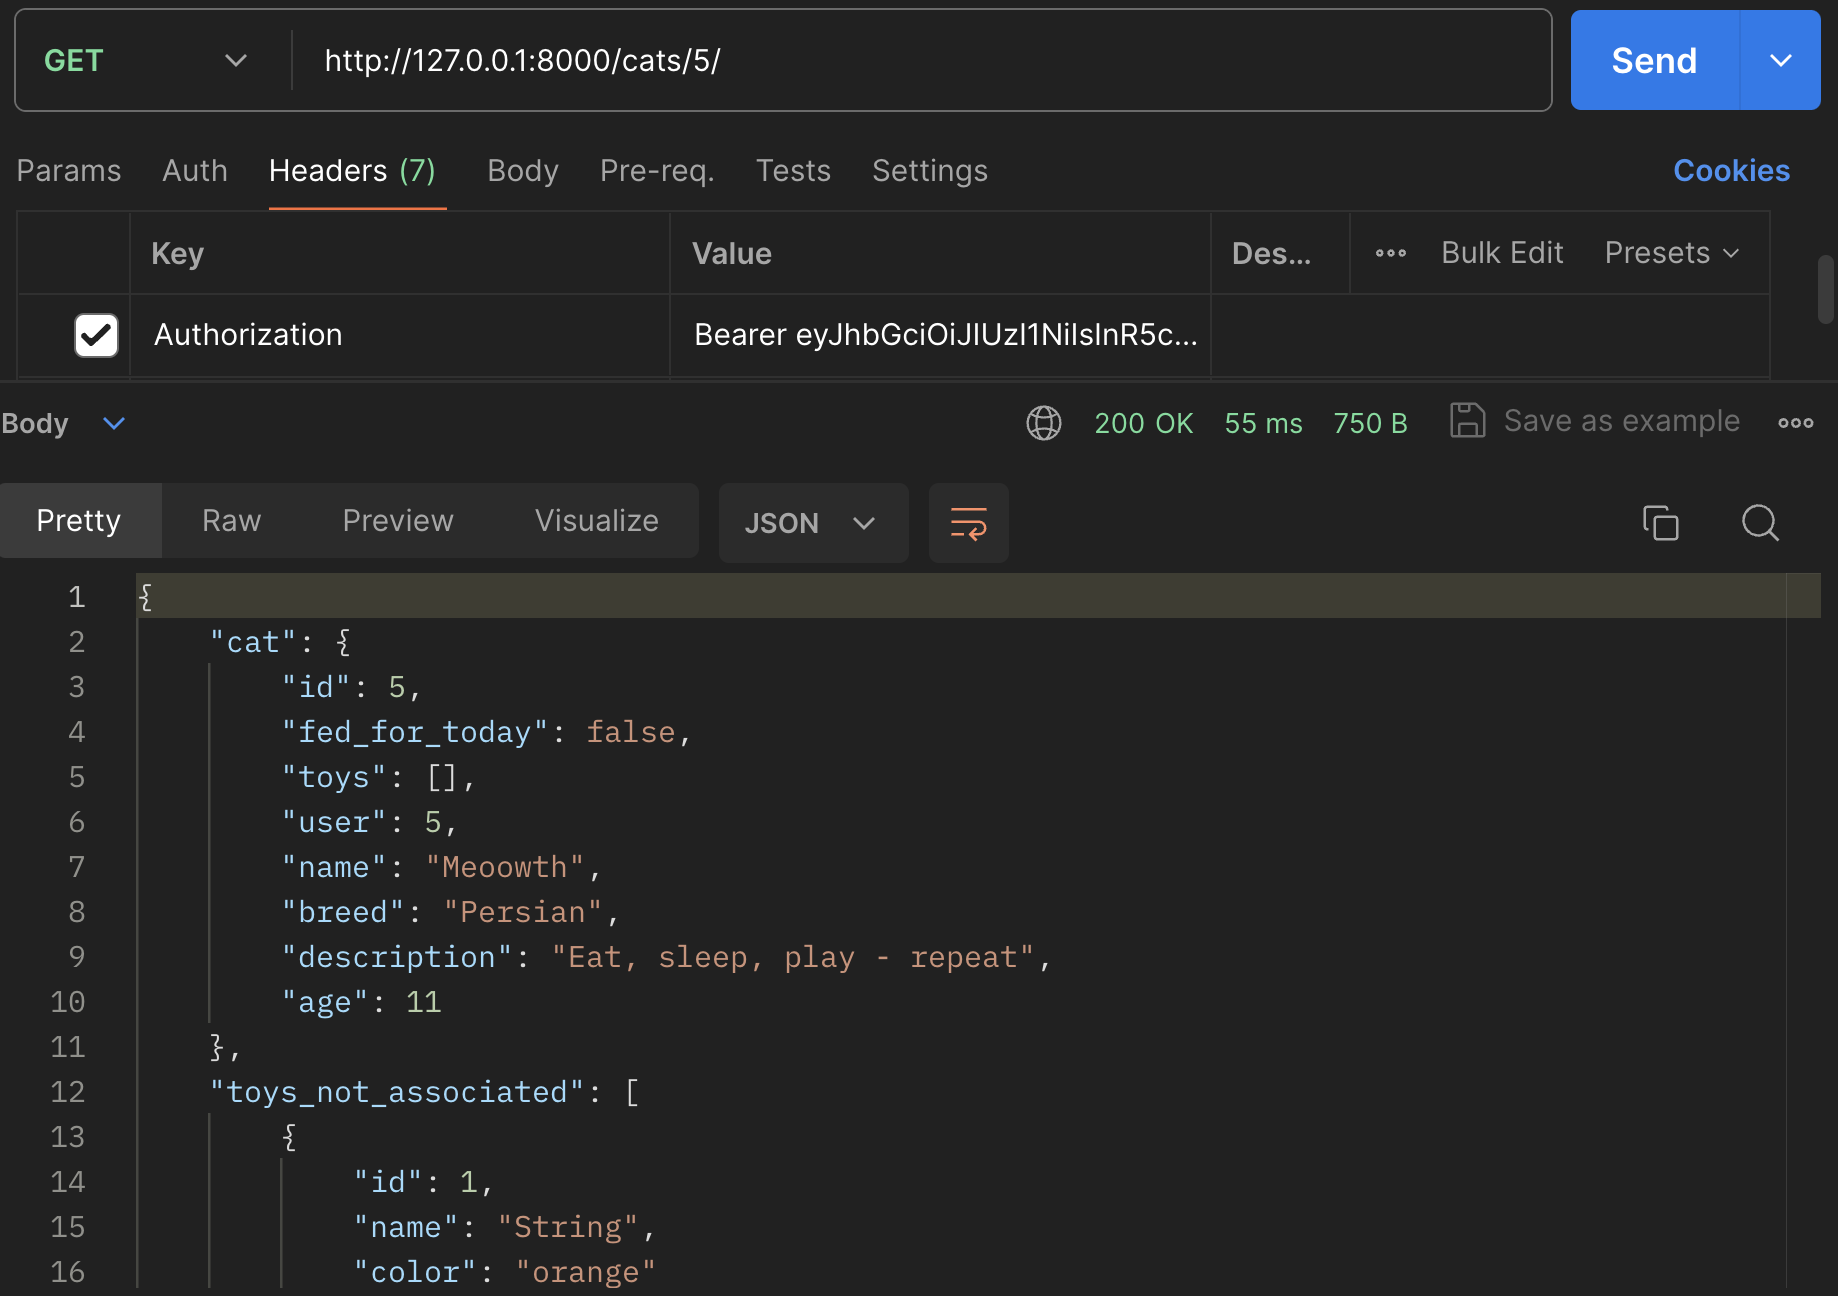 GET http://127.0.0.1:8000/cats/5/ Send
Params Auth Headers (7) Body Pre-req. Tests Settings Cookies
Key Value Des... Bulk Edit Presets
Authorization Bearer eyJhbGciOiJIUzI1NiIsInR5c...
Body 200 OK 55 ms 750 B Save as example
Pretty Raw Preview Visualize JSON
1 {
2 "cat": {
3 "id": 5,
4 "fed_for_today": false,
5 "toys": [],
6 "user": 5,
7 "name": "Meoowth",
8 "breed": "Persian",
9 "description": "Eat, sleep, play - repeat",
10 "age": 11
11 },
12 "toys_not_associated": [
13 {
14 "id": 1,
15 "name": "String",
16 "color": "orange"